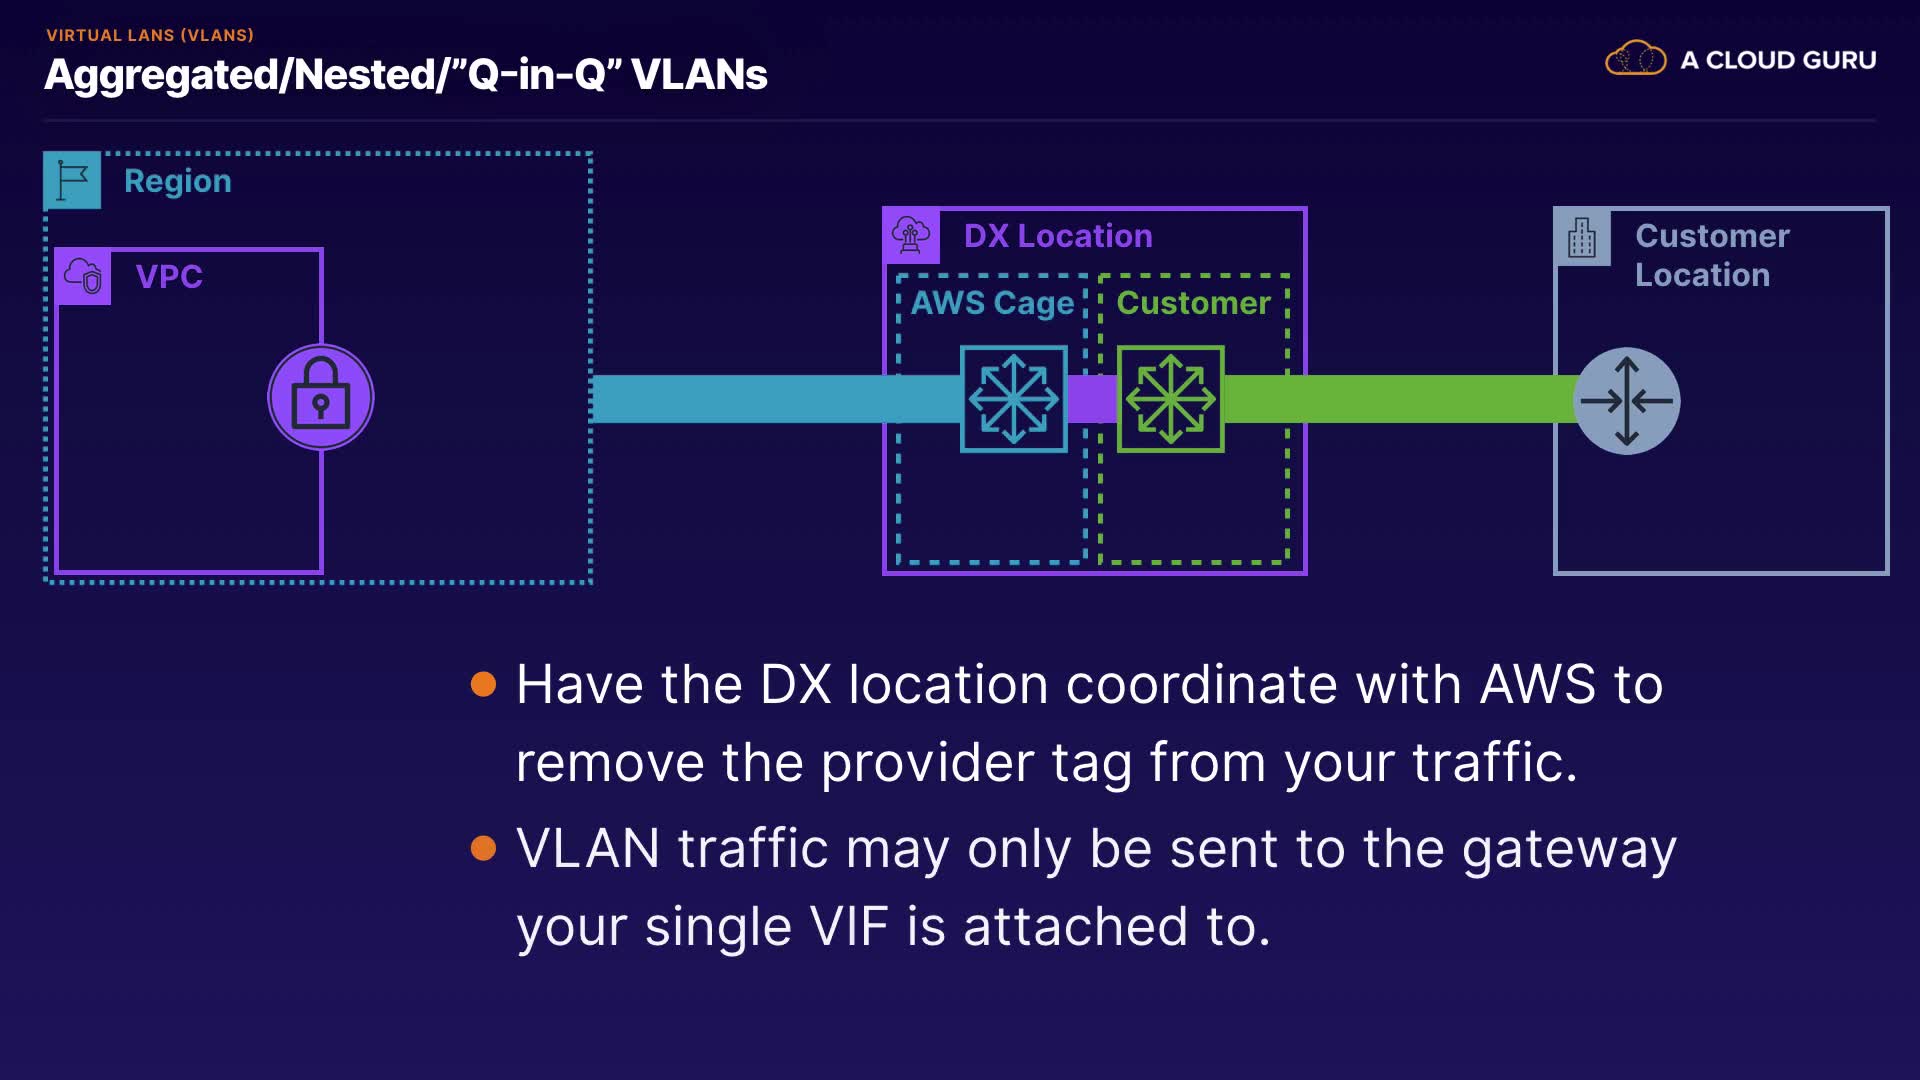 VIRTUAL LANS (VLANS)
Aggregated/Nested/”Q-in-Q” VLANs
A CLOUD GURU
Region
VPC
DX Location
AWS Cage
Customer
Customer
Location
Have the DX location coordinate with AWS to
remove the provider tag from your traffic.
VLAN traffic may only be sent to the gateway
your single VIF is attached to.